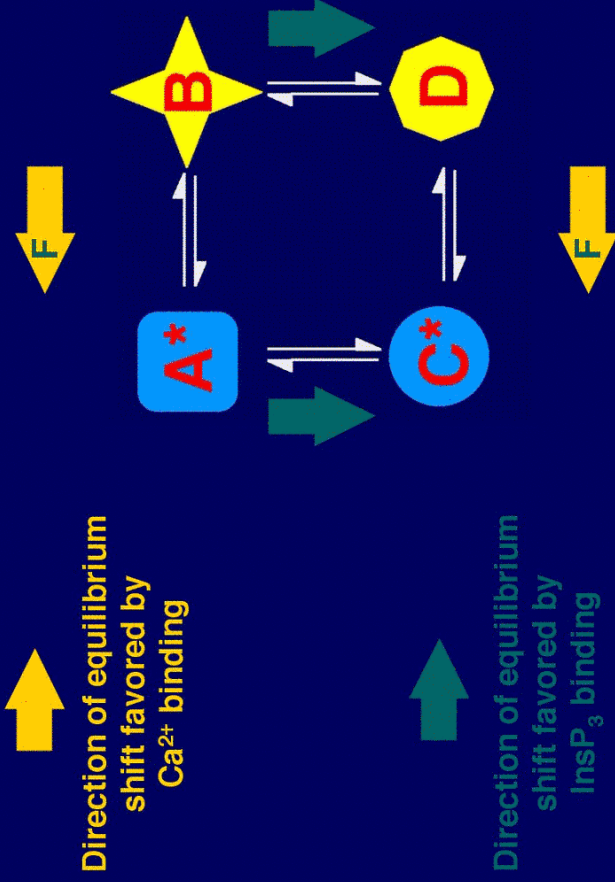 Direction of equilibrium
shift favored by
Ca²⁺ binding
F
A* B
Direction of equilibrium
shift favored by
InsP₃ binding
C* D
F